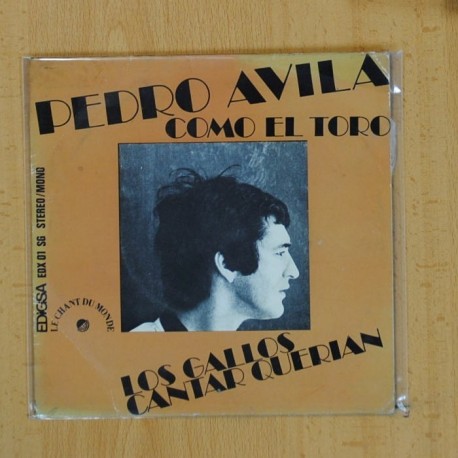 PEDRO AVILA
COMO EL TORO
EDIGSA EDX 01 SG STEREO/MONO
LE CHANT DU MONDE
LOS GALLOS
CANTAR QUERIAN